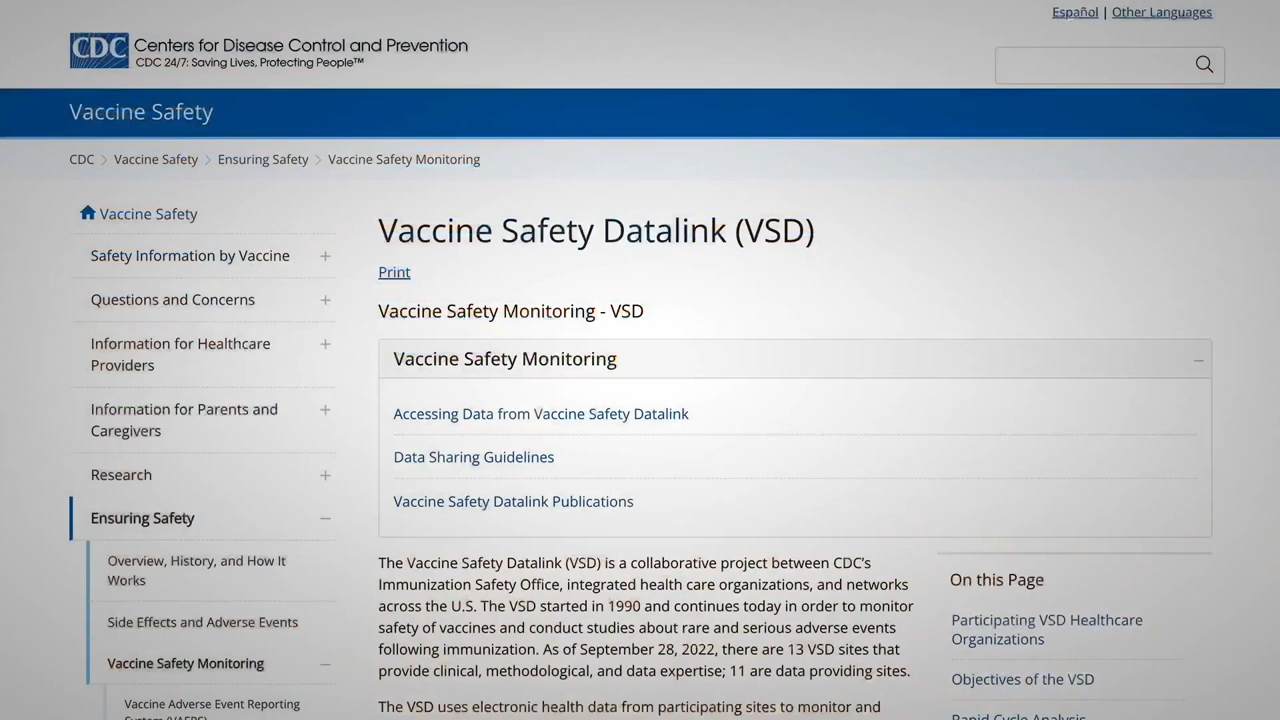 Español | Other Languages
CDC Centers for Disease Control and Prevention
CDC 24/7: Saving Lives, Protecting People™
Vaccine Safety
CDC > Vaccine Safety > Ensuring Safety > Vaccine Safety Monitoring
Vaccine Safety
Safety Information by Vaccine
Questions and Concerns
Information for Healthcare
Providers
Information for Parents and
Caregivers
Research
Ensuring Safety
Overview, History, and How It
Works
Side Effects and Adverse Events
Vaccine Safety Monitoring
Vaccine Adverse Event Reporting
System (VAERS)
Vaccine Safety Datalink (VSD)
Print
Vaccine Safety Monitoring - VSD
Vaccine Safety Monitoring
Accessing Data from Vaccine Safety Datalink
Data Sharing Guidelines
Vaccine Safety Datalink Publications
The Vaccine Safety Datalink (VSD) is a collaborative project between CDC's
Immunization Safety Office, integrated health care organizations, and networks
across the U.S. The VSD started in 1990 and continues today in order to monitor
safety of vaccines and conduct studies about rare and serious adverse events
following immunization. As of September 28, 2022, there are 13 VSD sites that
provide clinical, methodological, and data expertise; 11 are data providing sites.
The VSD uses electronic health data from participating sites to monitor and
On this Page
Participating VSD Healthcare
Organizations
Objectives of the VSD
Rapid Cycle Analysis